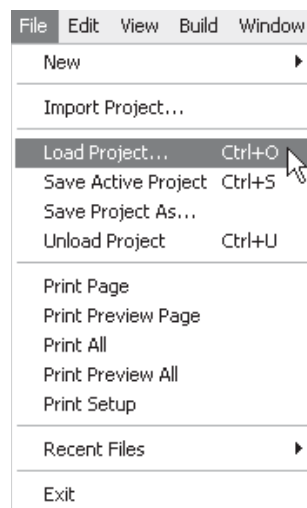 File Edit View Build Window
New
Import Project...
Load Project... Ctrl+O
Save Active Project Ctrl+S
Save Project As...
Unload Project Ctrl+U
Print Page
Print Preview Page
Print All
Print Preview All
Print Setup
Recent Files
Exit